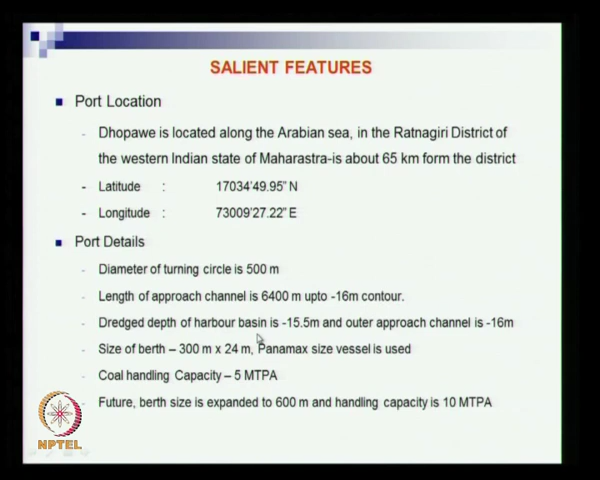 SALIENT FEATURES
Port Location
- Dhopawe is located along the Arabian sea, in the Ratnagiri District of
the western Indian state of Maharastra-is about 65 km form the district
- Latitude : 17034'49.95" N
- Longitude : 73009'27.22" E
Port Details
- Diameter of turning circle is 500 m
- Length of approach channel is 6400 m upto -16m contour.
- Dredged depth of harbour basin is -15.5m and outer approach channel is -16m
- Size of berth – 300 m x 24 m, Panamax size vessel is used
- Coal handling Capacity – 5 MTPA
- Future, berth size is expanded to 600 m and handling capacity is 10 MTPA
NPTEL